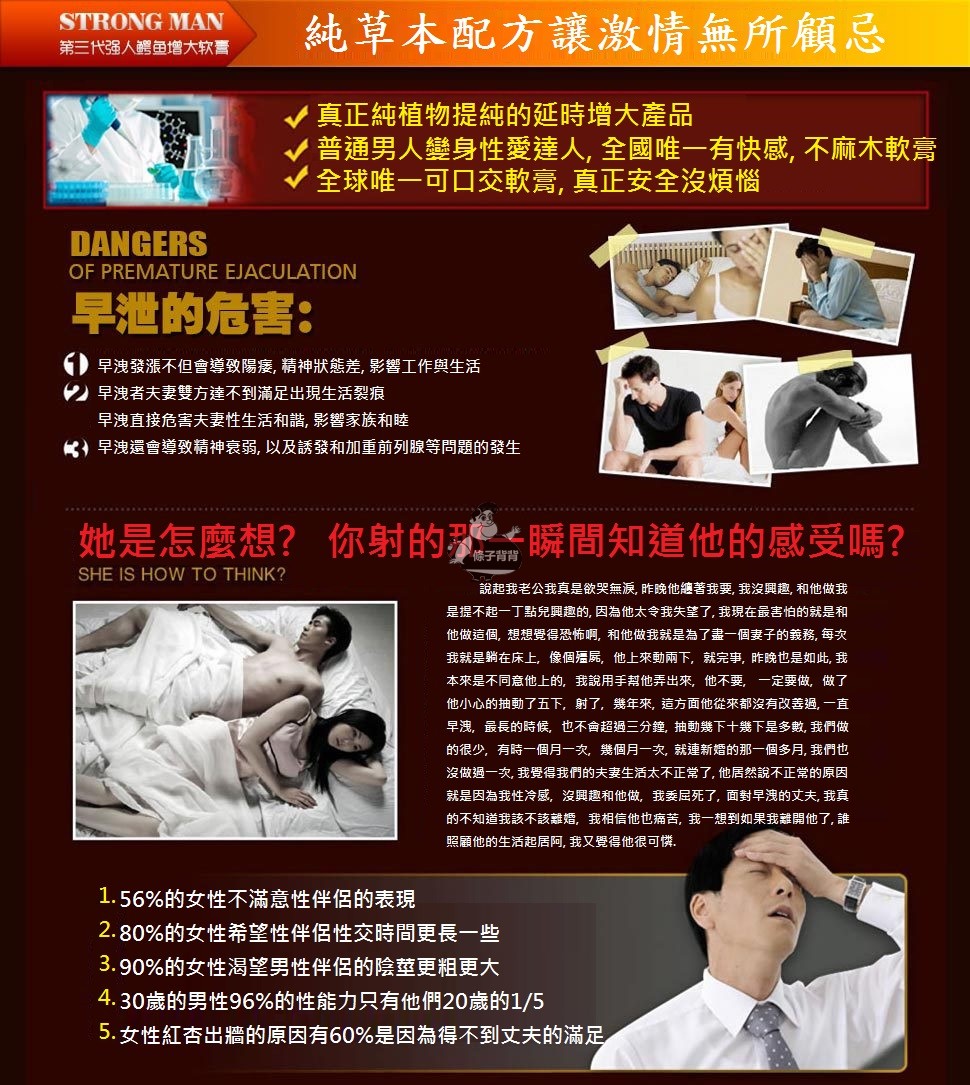 STRONG MAN
第三代强人鳄鱼增大软膏
純草本配方讓激情無所顧忌
真正純植物提純的延時增大產品
普通男人變身性愛達人, 全國唯一有快感, 不麻木軟膏
全球唯一可口交軟膏, 真正安全沒煩惱
DANGERS
OF PREMATURE EJACULATION
早泄的危害:
1 早洩發漲不但會導致陽痿, 精神狀態差, 影響工作與生活
2 早洩者夫妻雙方達不到滿足出現生活裂痕
早洩直接危害夫妻性生活和諧, 影響家族和睦
3 早洩還會導致精神衰弱, 以及誘發和加重前列腺等問題的發生
她是怎麼想? 你射的那一瞬間知道他的感受嗎?
條子背背
SHE IS HOW TO THINK?
說起我老公我真是欲哭無淚, 昨晚他纏著我要, 我沒興趣, 和他做我
是提不起一丁點兒興趣的, 因為他太令我失望了, 我現在最害怕的就是和
他做這個, 想想覺得恐怖啊, 和他做我就是為了盡一個妻子的義務, 每次
我就是躺在床上, 像個殭屍, 他上來動兩下, 就完事, 昨晚也是如此, 我
本來是不同意他上的, 我說用手幫他弄出來, 他不要, 一定要做, 做了
他小心的抽動了五下, 射了, 幾年來, 這方面他從來都沒有改善過, 一直
早洩, 最長的時候, 也不會超過三分鐘, 抽動幾下十幾下是多數, 我們做
的很少, 有時一個月一次, 幾個月一次, 就連新婚的那一個多月, 我們也
沒做過一次, 我覺得我們的夫妻生活太不正常了, 他居然說不正常的原因
就是因為我性冷感, 沒興趣和他做, 我委屈死了, 面對早洩的丈夫, 我真
的不知道我該不該離婚, 我相信他也痛苦, 我一想到如果我離開他了, 誰
照顧他的生活起居阿, 我又覺得他很可憐.
1. 56%的女性不滿意性伴侶的表現
2. 80%的女性希望性伴侶性交時間更長一些
3. 90%的女性渴望男性伴侶的陰莖更粗更大
4. 30歲的男性96%的性能力只有他們20歲的1/5
5. 女性紅杏出牆的原因有60%是因為得不到丈夫的滿足